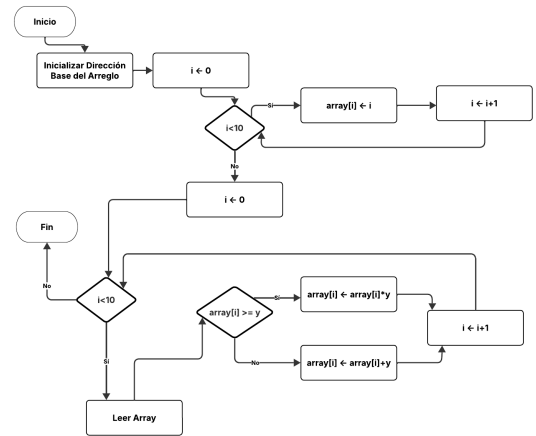 Inicio
Inicializar Dirección
Base del Arreglo
i ← 0
i<10
Si
array[i] ← i
i ← i+1
No
i ← 0
Fin
No
i<10
Si
Leer Array
array[i] >= y
Si
array[i] ← array[i]*y
No
array[i] ← array[i]+y
i ← i+1